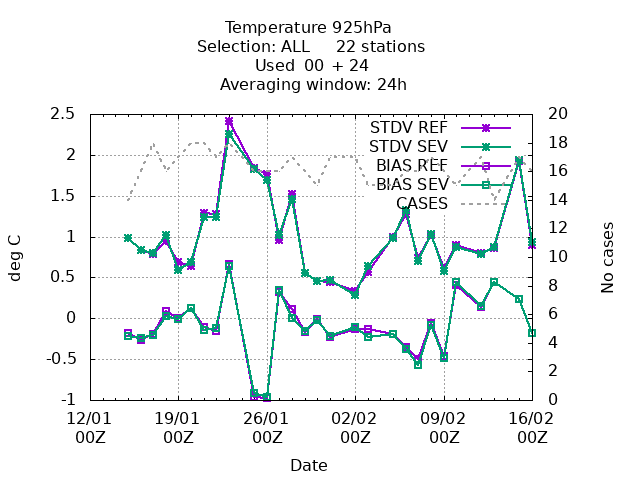 Temperature 925hPa
Selection: ALL 22 stations
Used 00 + 24
Averaging window: 24h
STDV REF
STDV SEV
BIAS REF
BIAS SEV
CASES
2.5
2
1.5
1
0.5
0
-0.5
-1
deg C
20
18
16
14
12
10
8
6
4
2
0
No cases
12/01 19/01 26/01 02/02 09/02 16/02
00Z 00Z 00Z 00Z 00Z 00Z
Date